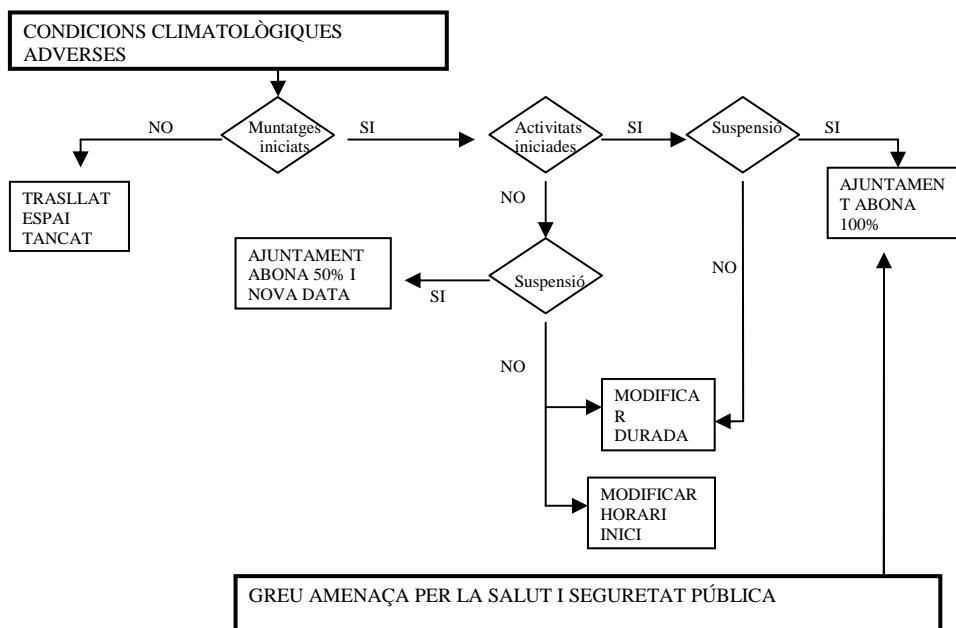 CONDICIONS CLIMATOLÒGIQUES
ADVERSES
NO
Muntatges
iniciats
SI
Activitats
iniciades
SI
Suspensió
SI
TRASLLAT
ESPAI
TANCAT
NO
AJUNTAMEN
T ABONA
100%
AJUNTAMENT
ABONA 50% I
NOVA DATA
SI
Suspensió
NO
NO
MODIFICA
R
DURADA
MODIFICAR
HORARI
INICI
GREU AMENAÇA PER LA SALUT I SEGURETAT PÚBLICA